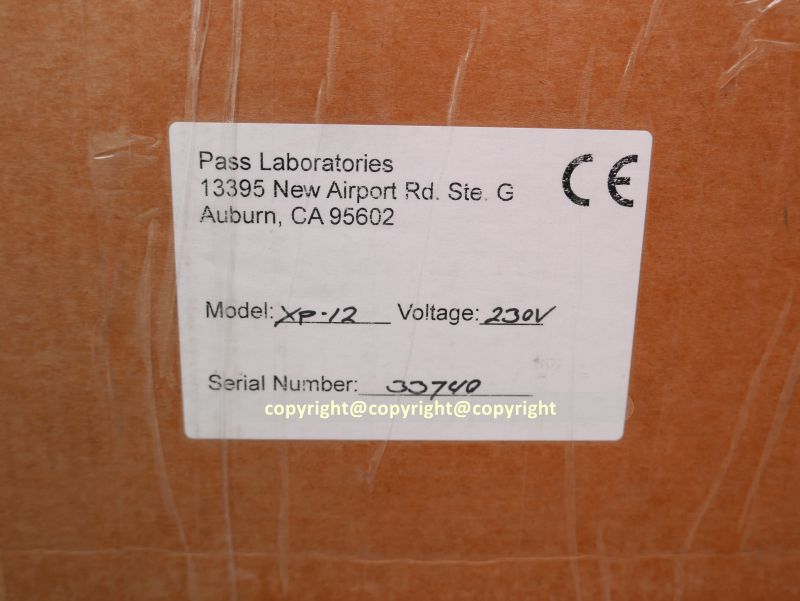 Pass Laboratories
13395 New Airport Rd. Ste. G
Auburn, CA 95602
CE
Model: XP-12 Voltage: 230V
Serial Number: 33740
copyright@copyright@copyright